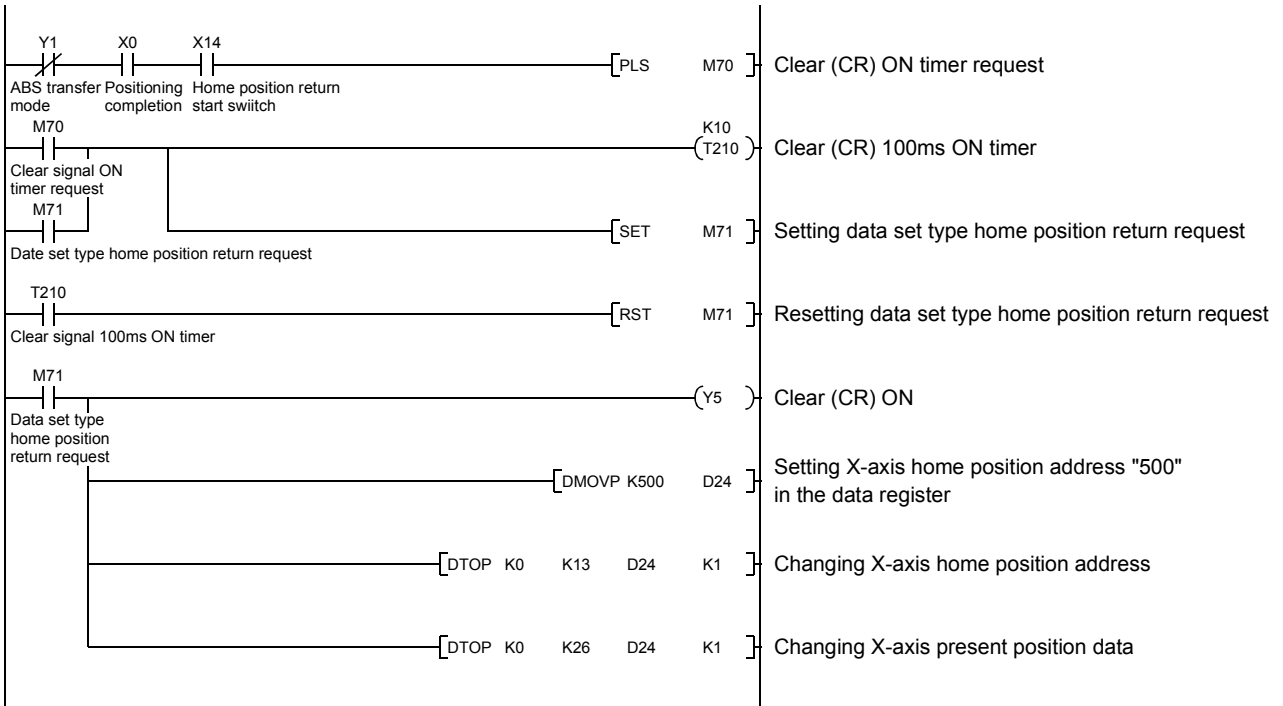 Y1 X0 X14
PLS M70 Clear (CR) ON timer request
ABS transfer mode
Positioning completion
Home position return start swiitch
M70
K10
T210 Clear (CR) 100ms ON timer
Clear signal ON
timer request
M71
SET M71 Setting data set type home position return request
Date set type home position return request
T210
RST M71 Resetting data set type home position return request
Clear signal 100ms ON timer
M71
Y5 Clear (CR) ON
Data set type
home position
return request
DMOVP K500 D24 Setting X-axis home position address "500"
in the data register
DTOP K0 K13 D24 K1 Changing X-axis home position address
DTOP K0 K26 D24 K1 Changing X-axis present position data